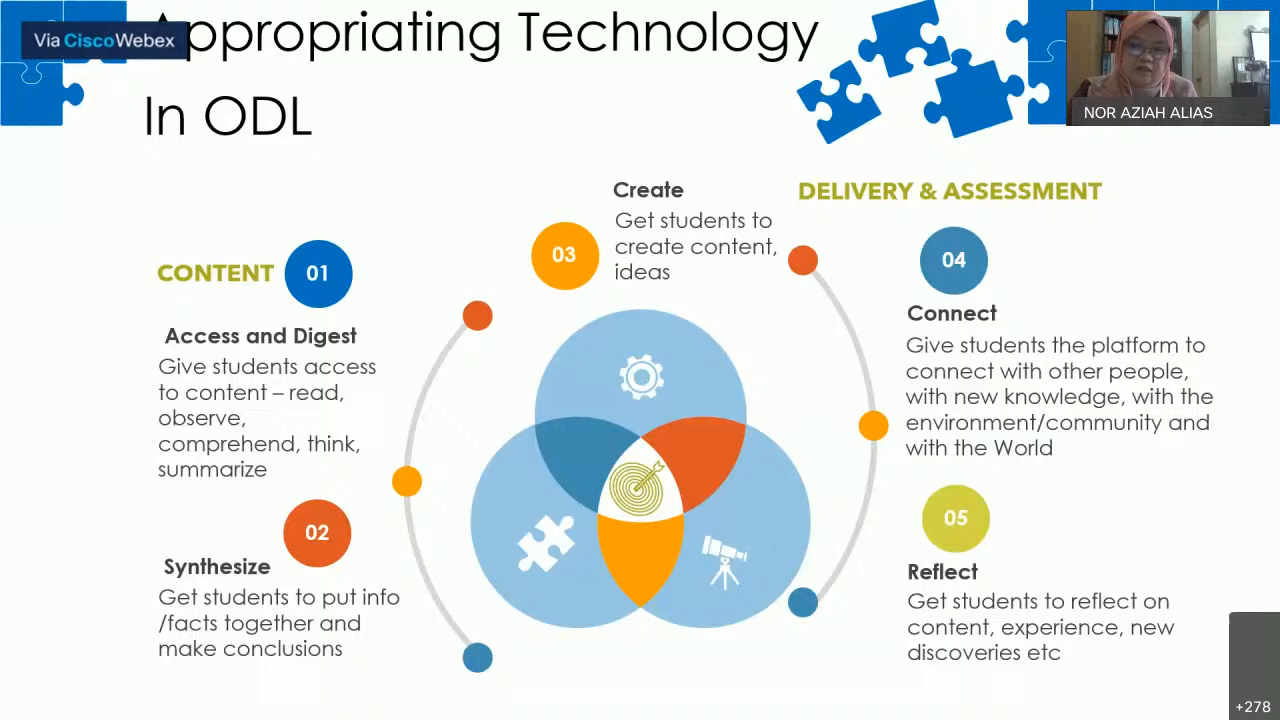 Via Cisco Webex
Appropriating Technology
In ODL
NOR AZIAH ALIAS
CONTENT
01
Access and Digest
Give students access
to content – read,
observe,
comprehend, think,
summarize
02
Synthesize
Get students to put info
/facts together and
make conclusions
03
Create
Get students to
create content,
ideas
DELIVERY & ASSESSMENT
04
Connect
Give students the platform to
connect with other people,
with new knowledge, with the
environment/community and
with the World
05
Reflect
Get students to reflect on
content, experience, new
discoveries etc
+278